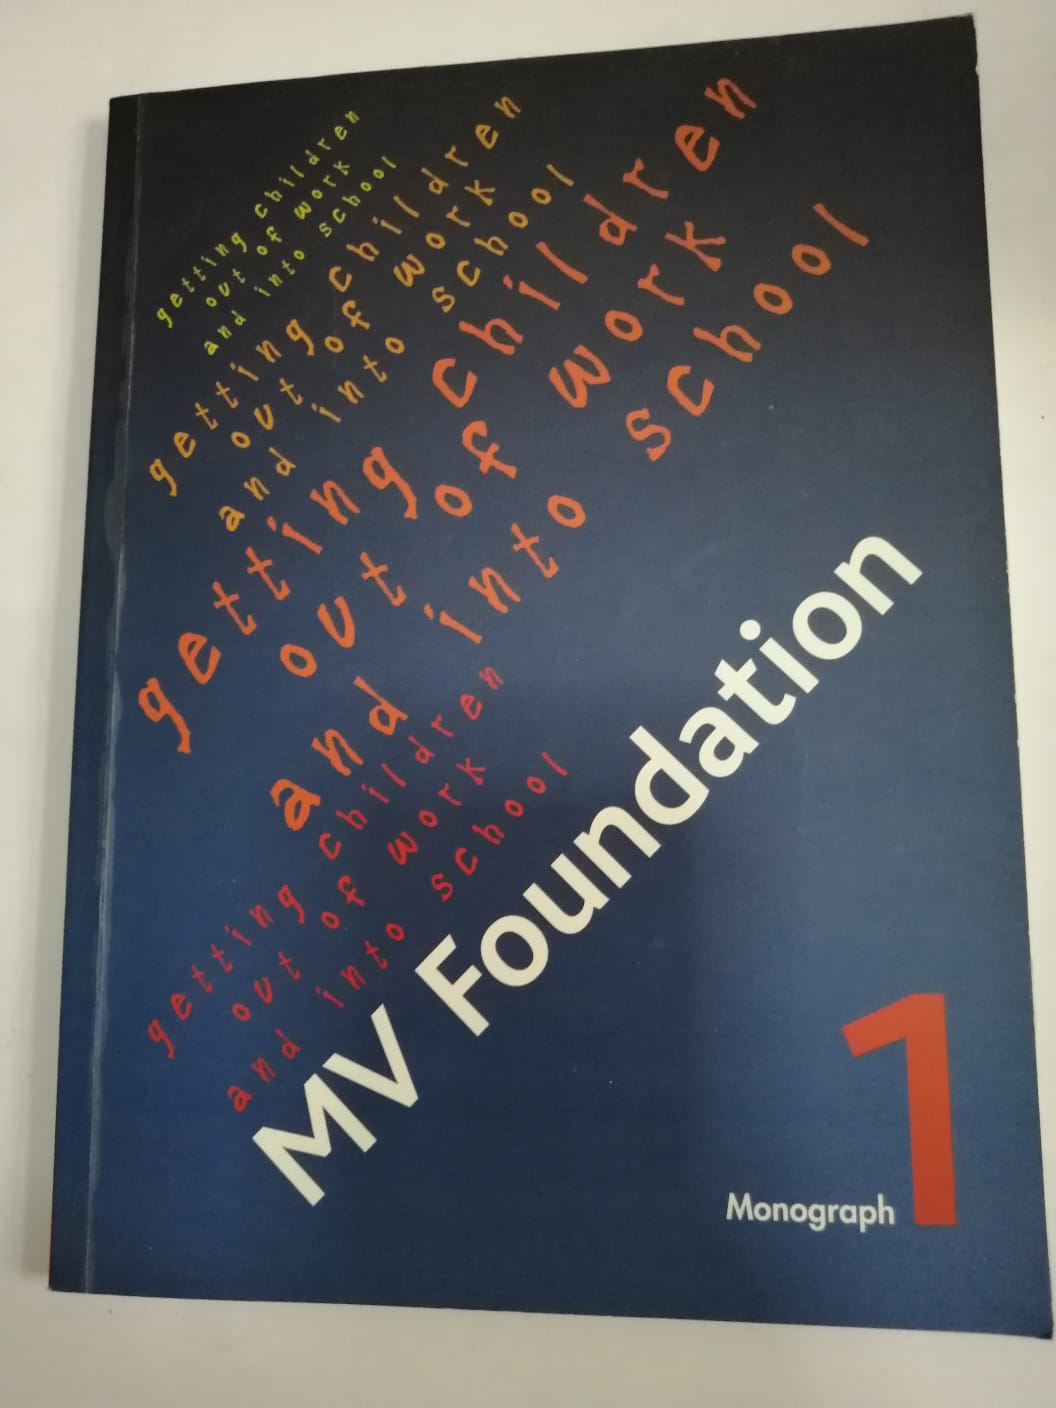 getting children
out of work
and into school
getting children
out of work
and into school
getting children
out of work
and into school
getting children
out of work
and into school
MV Foundation
Monograph 1